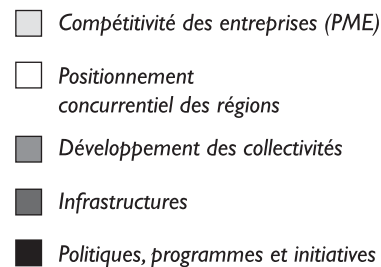 Compétitivité des entreprises (PME)
Positionnement
concurrentiel des régions
Développement des collectivités
Infrastructures
Politiques, programmes et initiatives